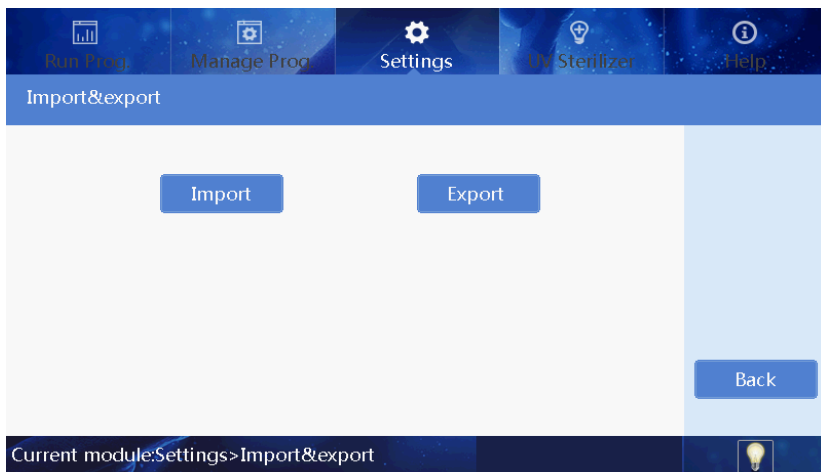 Run Prog.
Manage Prog.
Settings
UV Sterilizer
Help
Import&export
Import
Export
Back
Current module:Settings>Import&export